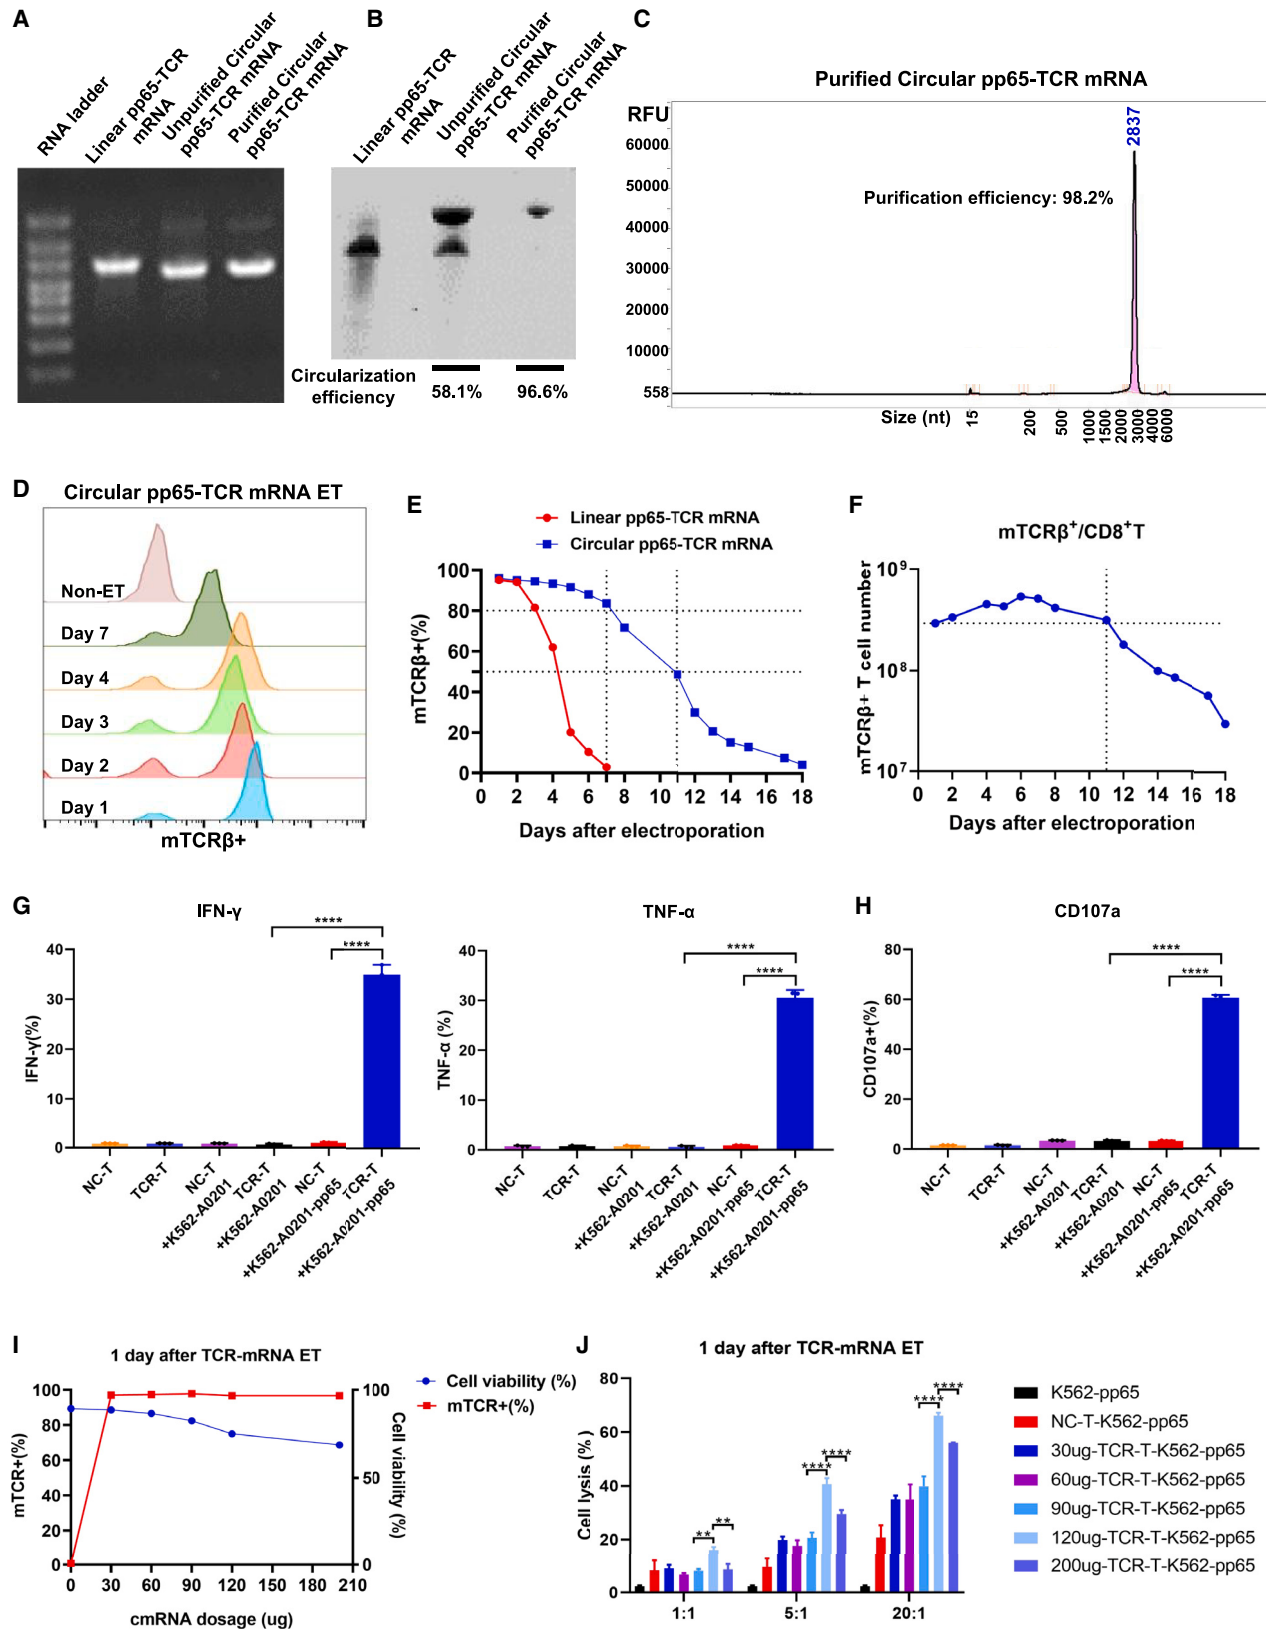 A
RNA ladder
Linear pp65-TCR
mRNA
Unpurified Circular
pp65-TCR mRNA
Purified Circular
pp65-TCR mRNA
B
Linear pp65-TCR
mRNA
Unpurified Circular
pp65-TCR mRNA
Purified Circular
pp65-TCR mRNA
Circularization
efficiency
58.1%
96.6%
C
Purified Circular pp65-TCR mRNA
RFU
60000
50000
40000
30000
20000
10000
558
2837
Purification efficiency: 98.2%
Size (nt)
15
200
500
1000
1500
2000
3000
4000
6000
D
Circular pp65-TCR mRNA ET
Non-ET
Day 7
Day 4
Day 3
Day 2
Day 1
mTCRβ+
E
Linear pp65-TCR mRNA
Circular pp65-TCR mRNA
mTCRβ+(%)
100
80
60
40
20
0
0 2 4 6 8 10 12 14 16 18
Days after electroporation
F
mTCRβ+/CD8+T
mTCRβ+ T cell number
10⁹
10⁸
10⁷
0 2 4 6 8 10 12 14 16 18
Days after electroporation
G
IFN-γ
****
****
IFN-γ(%)
40
30
20
10
0
NC-T
TCR-T
NC-T
+K562-A0201
TCR-T
+K562-A0201
NC-T
+K562-A0201-pp65
TCR-T
+K562-A0201-pp65
TNF-α
****
****
TNF-α (%)
40
30
20
10
0
NC-T
TCR-T
NC-T
+K562-A0201
TCR-T
+K562-A0201
NC-T
+K562-A0201-pp65
TCR-T
+K562-A0201-pp65
H
CD107a
****
****
CD107a+(%)
80
60
40
20
0
NC-T
TCR-T
NC-T
+K562-A0201
TCR-T
+K562-A0201
NC-T
+K562-A0201-pp65
TCR-T
+K562-A0201-pp65
I
1 day after TCR-mRNA ET
Cell viability (%)
mTCR+(%)
mTCR+(%)
100
80
60
40
20
0
100
50
0
Cell viability (%)
0 30 60 90 120 150 180 210
cmRNA dosage (ug)
J
1 day after TCR-mRNA ET
Cell lysis (%)
80
60
40
20
0
**
**
****
****
****
****
1:1 5:1 20:1
K562-pp65
NC-T-K562-pp65
30ug-TCR-T-K562-pp65
60ug-TCR-T-K562-pp65
90ug-TCR-T-K562-pp65
120ug-TCR-T-K562-pp65
200ug-TCR-T-K562-pp65